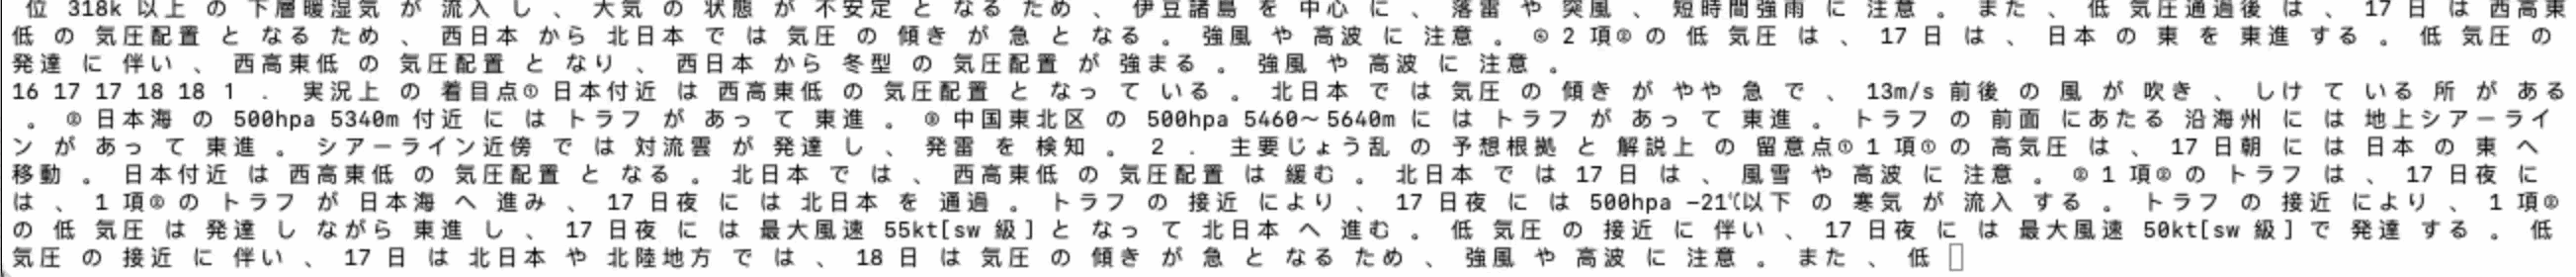 位 318k 以上 の 下層暖湿気 が 流入 し 、 大気 の 状態 が 不安定 と なる ため 、 伊豆諸島 を 中心 に 、 落雷 や 突風 、 短時間強雨 に 注意 。 また 、 低 気圧通過後 は 、 17 日 は 西高東
低 の 気圧配置 と なる ため 、 西日本 から 北日本 で は 気圧 の 傾き が 急 と なる 。 強風 や 高波 に 注意 。 ⊙ 2 項②の 低 気圧 は 、 17 日 は 、 日本 の 東 を 東進 する 。 低 気圧 の
発達 に 伴い 、 西高東低 の 気圧配置 と なり 、 西日本 から 冬型 の 気圧配置 が 強まる 。 強風 や 高波 に 注意 。
16 17 17 18 18 1 . 実況上 の 着目点① 日本付近 は 西高東低 の 気圧配置 と なっ て いる 。 北日本 で は 気圧 の 傾き が やや 急 で 、 13m/s 前後 の 風 が 吹き 、 しけ て いる 所 が ある
。 ② 日本海 の 500hpa 5340m 付近 に は トラフ が あっ て 東進 。 ③ 中国東北区 の 500hpa 5460〜5640m に は トラフ が あっ て 東進 。 トラフ の 前面 にあたる 沿海州 に は 地上シアーライ
ン が あっ て 東進 。 シアーライン近傍 で は 対流雲 が 発達 し 、 発雷 を 検知 。 2 . 主要じょう乱 の 予想根拠 と 解説上 の 留意点① 1 項① の 高気圧 は 、 17 日朝 に は 日本 の 東 へ
移動 。 日本付近 は 西高東低 の 気圧配置 と なる 。 北日本 で は 、 西高東低 の 気圧配置 は 緩む 。 北日本 で は 17 日 は 、 風雪 や 高波 に 注意 。 ② 1 項② の トラフ は 、 17 日夜 に
は 、 1 項③ の トラフ が 日本海 へ 進み 、 17 日夜 に は 北日本 を 通過 。 トラフ の 接近 により 、 17 日夜 に は 500hpa -21℃以下 の 寒気 が 流入 する 。 トラフ の 接近 により 、 1 項②
の 低 気圧 は 発達 し ながら 東進 し 、 17 日夜 に は 最大風速 55kt[sw 級 ] と なっ て 北日本 へ 進む 。 低 気圧 の 接近 に 伴い 、 17 日夜 に は 最大風速 50kt[sw 級 ] で 発達 する 。 低
気圧 の 接近 に 伴い 、 17 日 は 北日本 や 北陸地方 で は 、 18 日 は 気圧 の 傾き が 急 と なる ため 、 強風 や 高波 に 注意 。 また 、 低